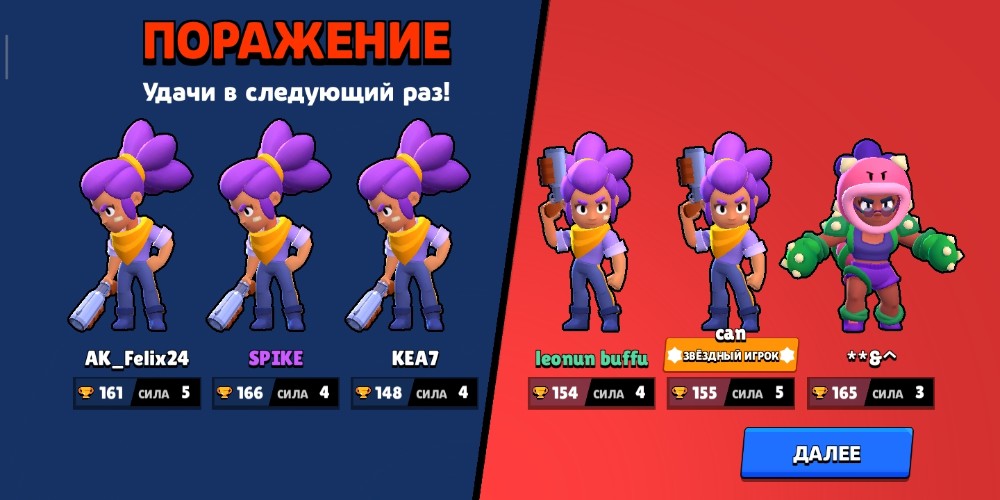 ПОРАЖЕНИЕ
Удачи в следующий раз!
AK_Felix24
161 СИЛА 5
SPIKE
166 СИЛА 4
KEA7
148 СИЛА 4
leonun buffu
154 СИЛА 4
can
ЗВЁЗДНЫЙ ИГРОК
155 СИЛА 5
**&^
165 СИЛА 3
ДАЛЕЕ